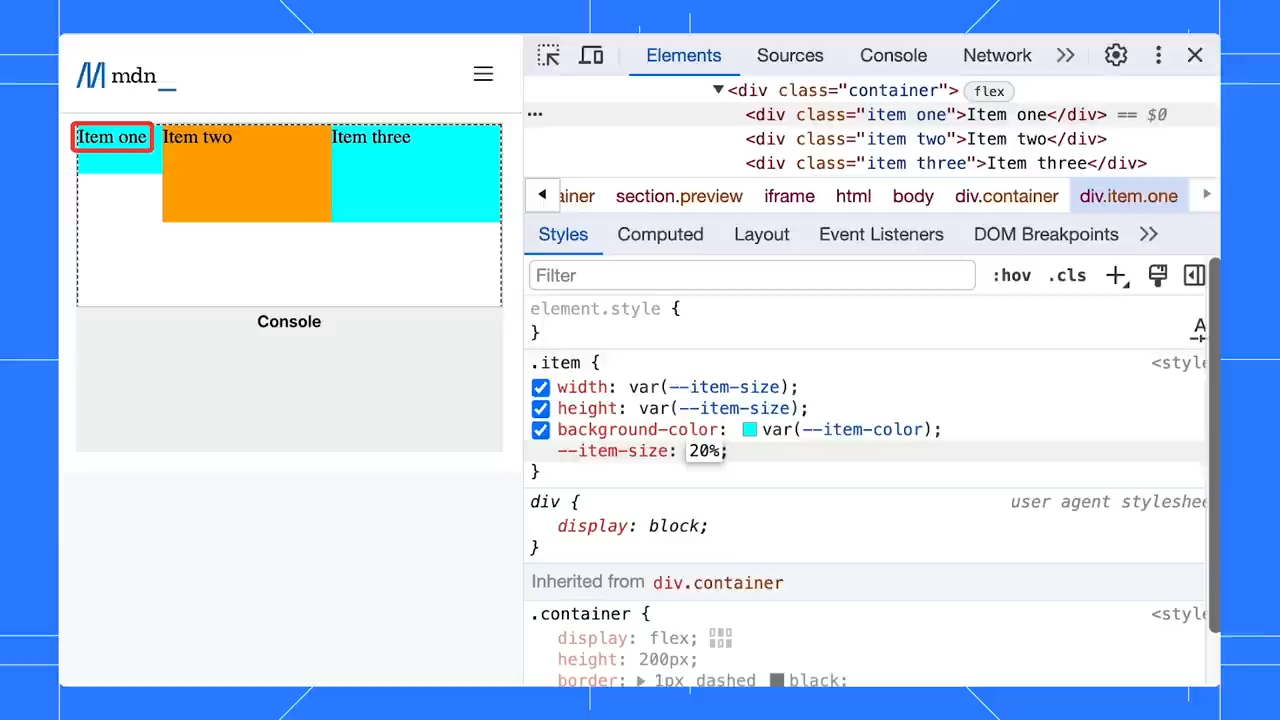 mdn_
Item one
Item two
Item three
Console
Elements
Sources
Console
Network
▼<div class="container"> flex
<div class="item one">Item one</div> == $0
<div class="item two">Item two</div>
<div class="item three">Item three</div>
ainer section.preview iframe html body div.container div.item.one
Styles Computed Layout Event Listeners DOM Breakpoints
Filter
:hov .cls
element.style {
}
.item { <style
width: var(--item-size);
height: var(--item-size);
background-color: var(--item-color);
--item-size: 20%;
}
div { user agent styleshee
display: block;
}
Inherited from div.container
.container { <style
display: flex;
height: 200px;
border: ▶ 1px dashed black;